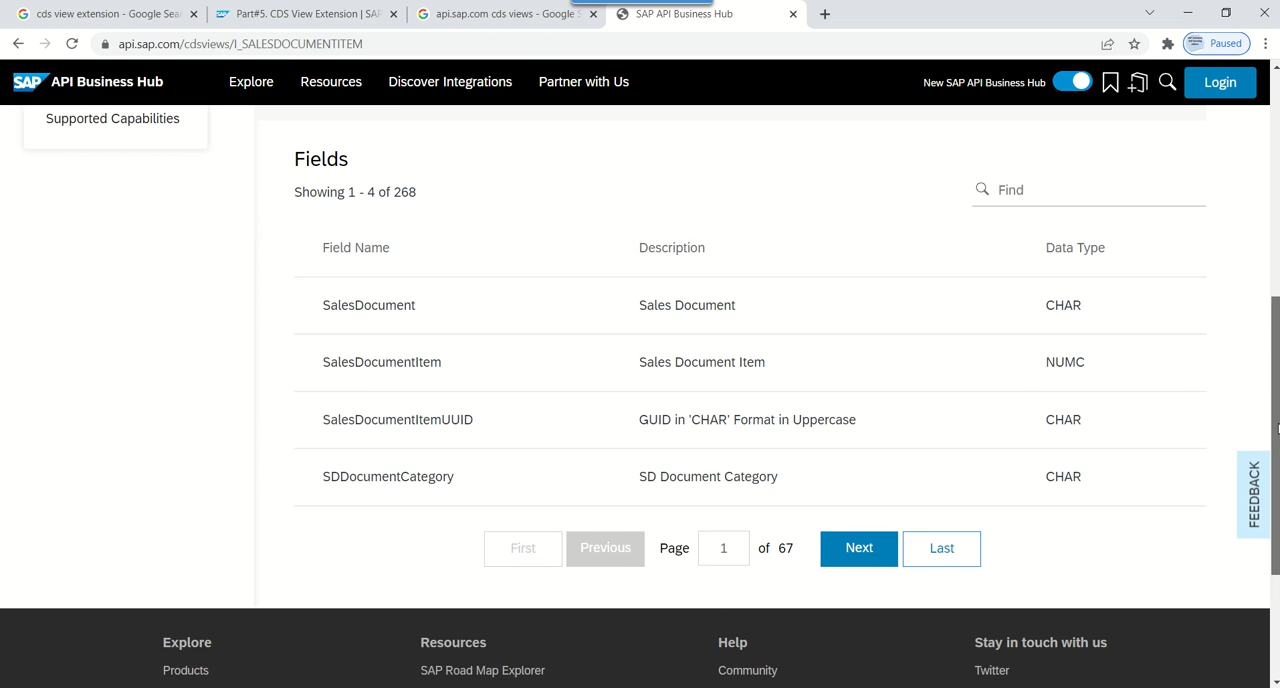 cds view extension - Google Sea
Part#5. CDS View Extension | SAP
api.sap.com cds views - Google S
SAP API Business Hub
api.sap.com/cdsviews/I_SALESDOCUMENTITEM
Paused
SAP API Business Hub
Explore
Resources
Discover Integrations
Partner with Us
New SAP API Business Hub
Login
Supported Capabilities
Fields
Showing 1 - 4 of 268
Find
Field Name Description Data Type
SalesDocument Sales Document CHAR
SalesDocumentItem Sales Document Item NUMC
SalesDocumentItemUUID GUID in 'CHAR' Format in Uppercase CHAR
SDDocumentCategory SD Document Category CHAR
FEEDBACK
First Previous Page 1 of 67 Next Last
Explore Resources Help Stay in touch with us
Products SAP Road Map Explorer Community Twitter